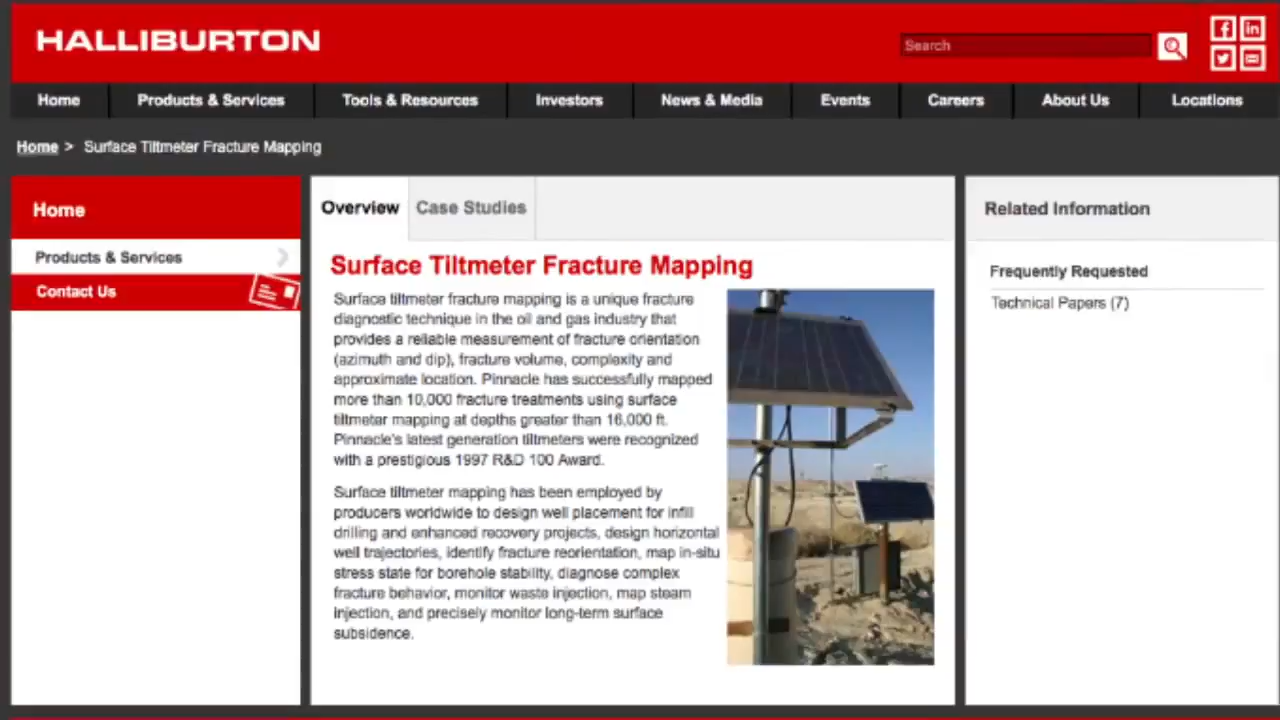 HALLIBURTON
Search
Home
Products & Services
Tools & Resources
Investors
News & Media
Events
Careers
About Us
Locations
Home > Surface Tiltmeter Fracture Mapping
Home
Products & Services
Contact Us
Overview
Case Studies
Surface Tiltmeter Fracture Mapping
Surface tiltmeter fracture mapping is a unique fracture
diagnostic technique in the oil and gas industry that
provides a reliable measurement of fracture orientation
(azimuth and dip), fracture volume, complexity and
approximate location. Pinnacle has successfully mapped
more than 10,000 fracture treatments using surface
tiltmeter mapping at depths greater than 16,000 ft.
Pinnacle's latest generation tiltmeters were recognized
with a prestigious 1997 R&D 100 Award.
Surface tiltmeter mapping has been employed by
producers worldwide to design well placement for infill
drilling and enhanced recovery projects, design horizontal
well trajectories, identify fracture reorientation, map in-situ
stress state for borehole stability, diagnose complex
fracture behavior, monitor waste injection, map steam
injection, and precisely monitor long-term surface
subsidence.
Related Information
Frequently Requested
Technical Papers (7)